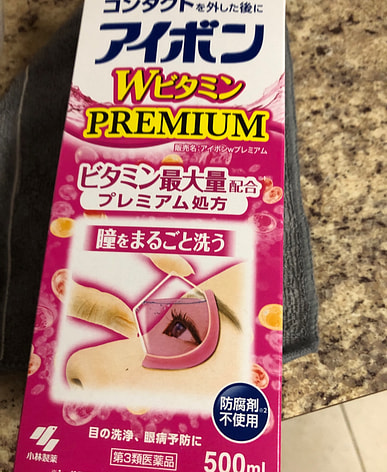 コンタクトを外した後に
アイボン
Wビタミン
PREMIUM
販売名:アイボンwプレミアム
ビタミン最大量配合※1
プレミアム処方
瞳をまるごと洗う
防腐剤※2
不使用
目の洗浄、眼病予防に
小林製薬
第3類医薬品
500ml